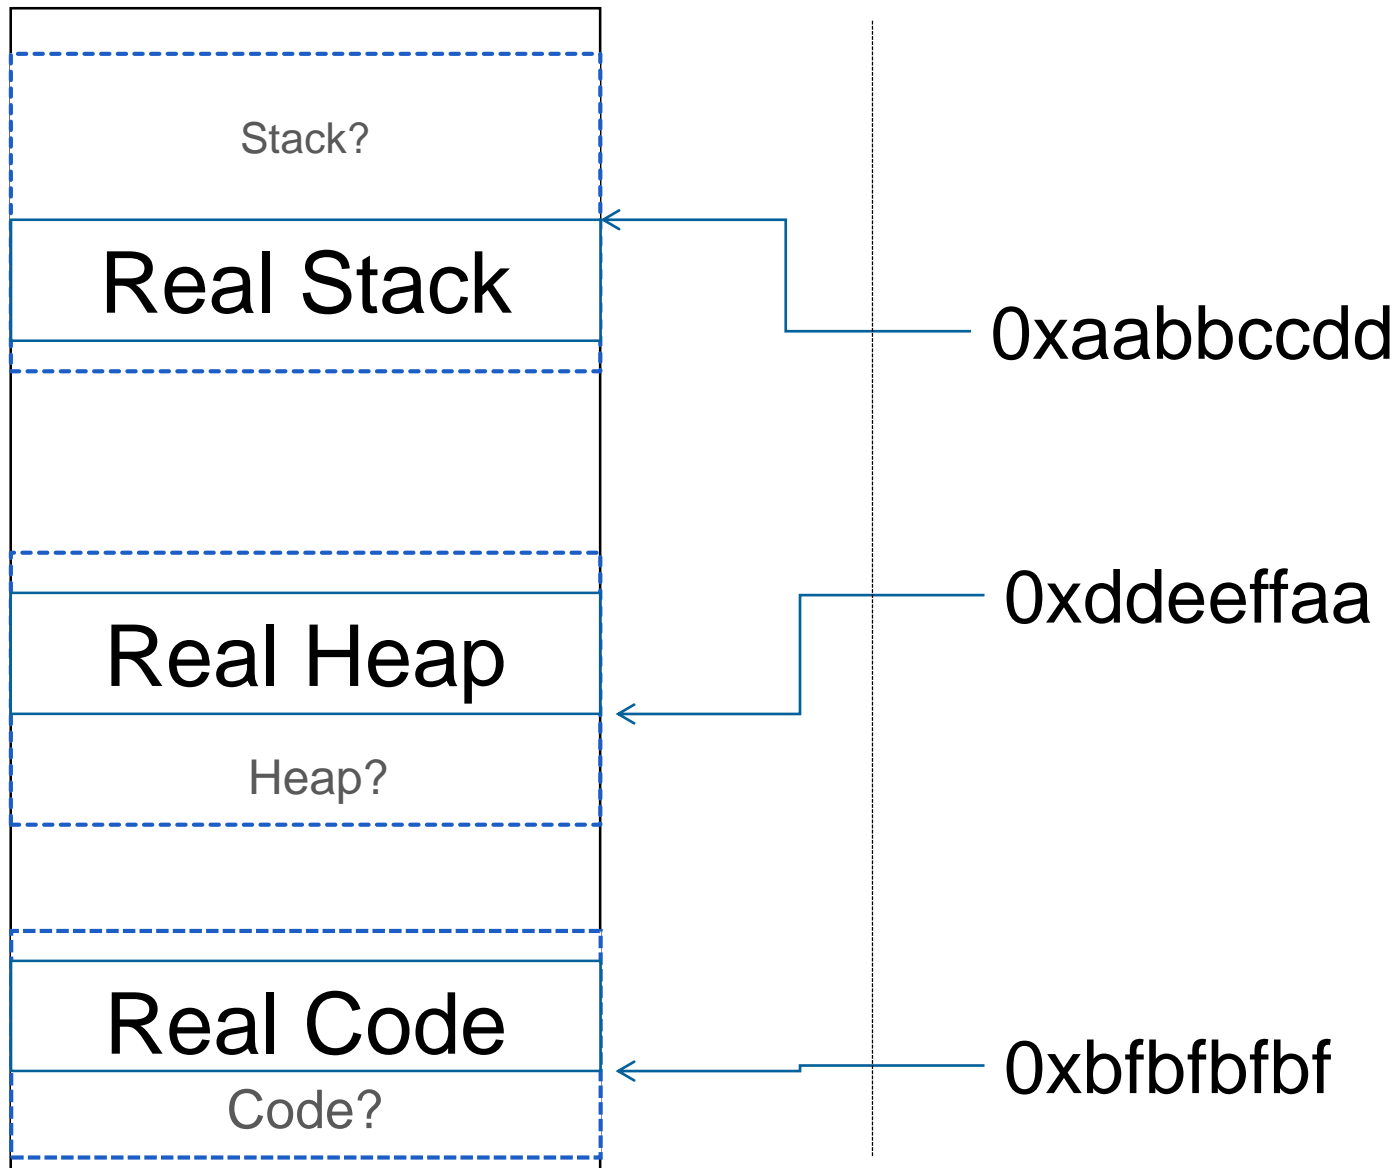 Stack?
Real Stack
0xaabbccdd
Real Heap
0xddeeffaa
Heap?
Real Code
0xbfbfbfbf
Code?